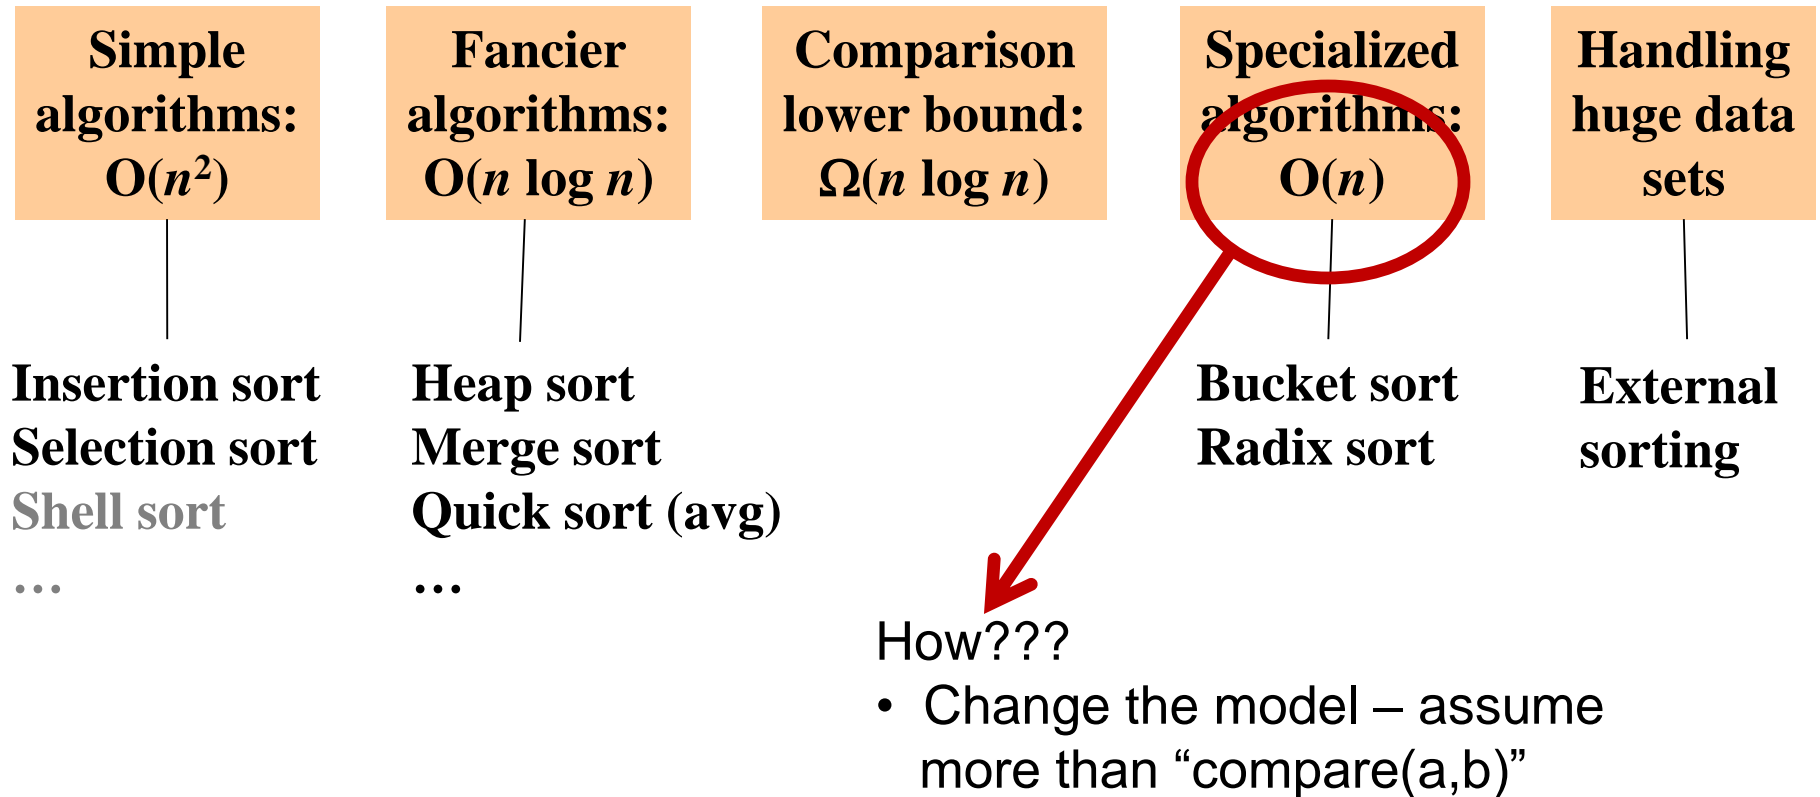 Simple
algorithms:
O(n²)
Fancier
algorithms:
O(n log n)
Comparison
lower bound:
Ω(n log n)
Specialized
algorithms:
O(n)
Handling
huge data
sets
Insertion sort
Selection sort
Shell sort
…
Heap sort
Merge sort
Quick sort (avg)
…
Bucket sort
Radix sort
External
sorting
How???
• Change the model – assume
more than “compare(a,b)”